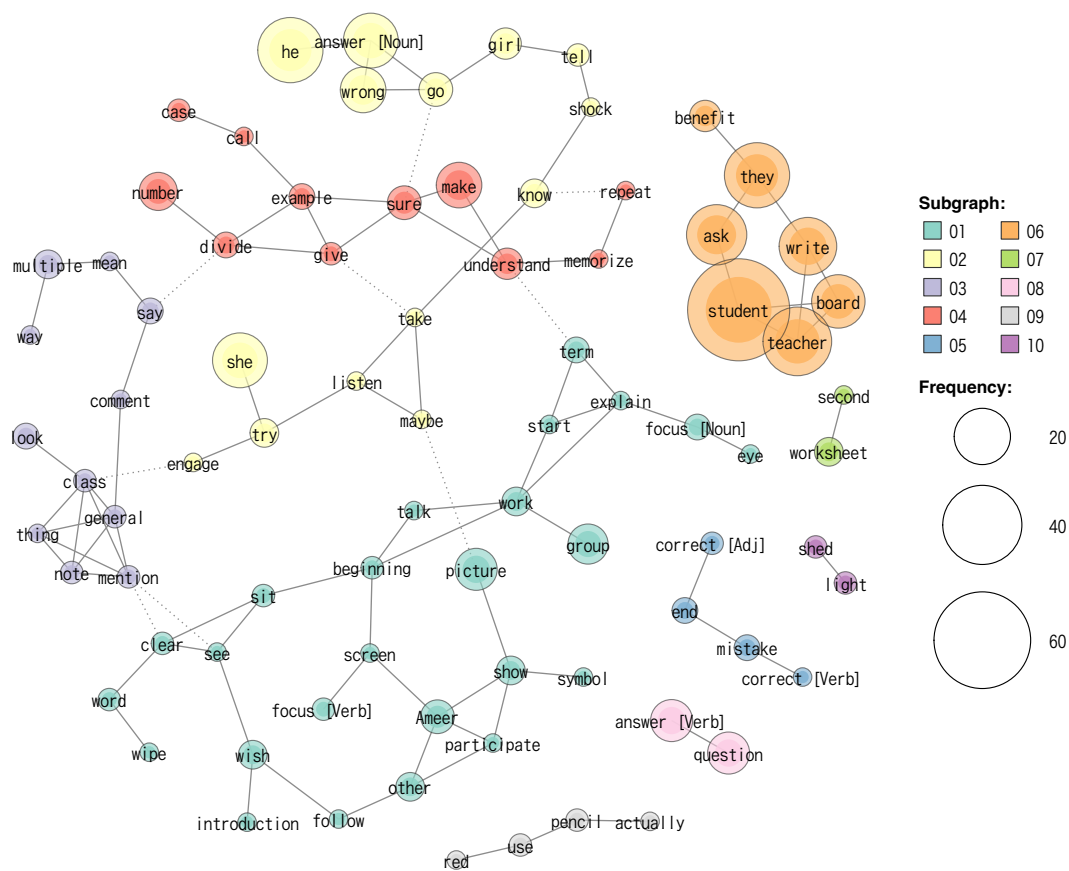 he
answer [Noun]
girl
tell
wrong
go
shock
case
call
benefit
number
example
sure
make
know
repeat
they
ask
write
divide
give
understand
memorize
multiple
mean
say
way
take
student
board
teacher
term
she
listen
comment
maybe
explain
start
focus [Noun]
eye
second
worksheet
look
try
engage
class
general
thing
note
mention
talk
work
group
beginning
picture
correct [Adj]
shed
light
sit
end
clear
see
screen
show
symbol
mistake
correct [Verb]
word
focus [Verb]
Ameer
participate
answer [Verb]
question
wipe
wish
other
introduction
follow
pencil
actually
use
red
Subgraph:
01
06
02
07
03
08
04
09
05
10
Frequency:
20
40
60